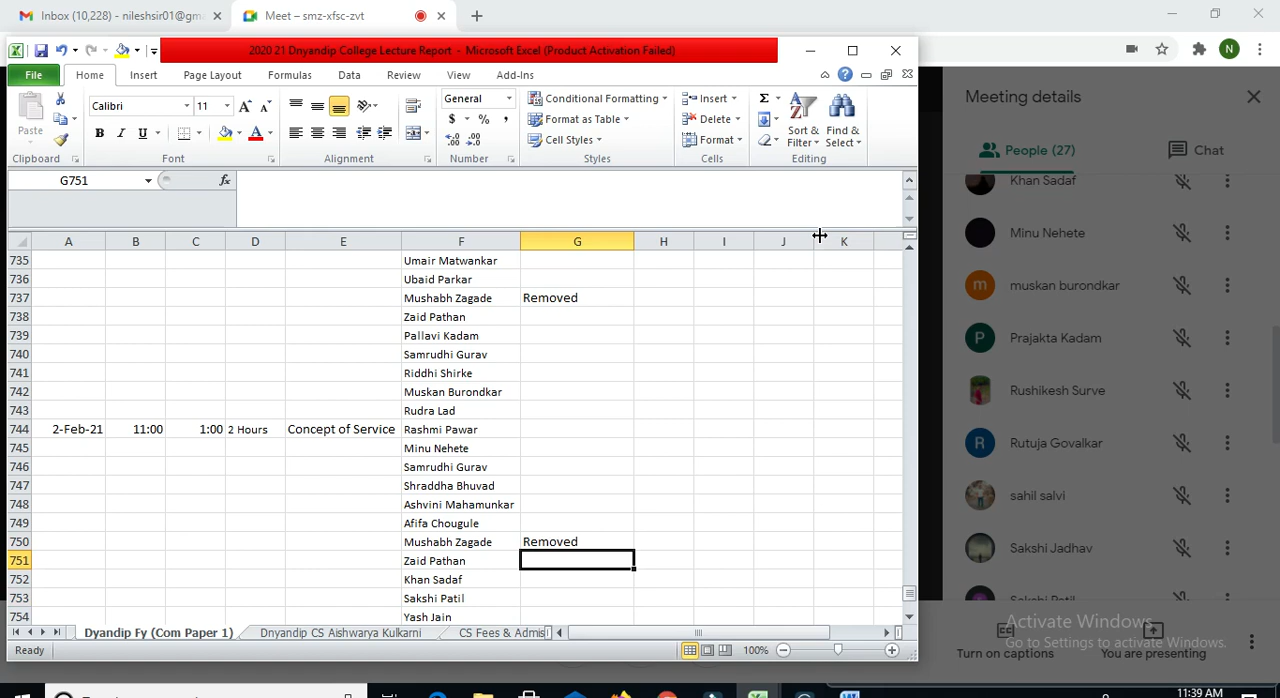 Inbox (10,228) - nileshsir01@gm
Meet – smz-xfsc-zvt
2020 21 Dnyandip College Lecture Report - Microsoft Excel (Product Activation Failed)
File Home Insert Page Layout Formulas Data Review View Add-Ins
N
Meeting details
People (27)
Chat
Paste
Calibri 11
B I U
General
$ % ,
Conditional Formatting
Format as Table
Cell Styles
Insert
Delete
Format
Sort & Filter
Find & Select
Clipboard Font Alignment Number Styles Cells Editing
G751 fx
A B C D E F G H I J K
735 Umair Matwankar
736 Ubaid Parkar
737 Mushabh Zagade Removed
738 Zaid Pathan
739 Pallavi Kadam
740 Samrudhi Gurav
741 Riddhi Shirke
742 Muskan Burondkar
743 Rudra Lad
744 2-Feb-21 11:00 1:00 2 Hours Concept of Service Rashmi Pawar
745 Minu Nehete
746 Samrudhi Gurav
747 Shraddha Bhuvad
748 Ashvini Mahamunkar
749 Afifa Chougule
750 Mushabh Zagade Removed
751 Zaid Pathan
752 Khan Sadaf
753 Sakshi Patil
754 Yash Jain
Dyandip Fy (Com Paper 1) Dnyandip CS Aishwarya Kulkarni CS Fees & Admis
Ready 100%
Khan Sadaf
Minu Nehete
m muskan burondkar
P Prajakta Kadam
Rushikesh Surve
R Rutuja Govalkar
sahil salvi
Sakshi Jadhav
Sakshi Patil
Activate Windows
Go to Settings to activate Windows.
Turn on captions
You are presenting
11:39 AM